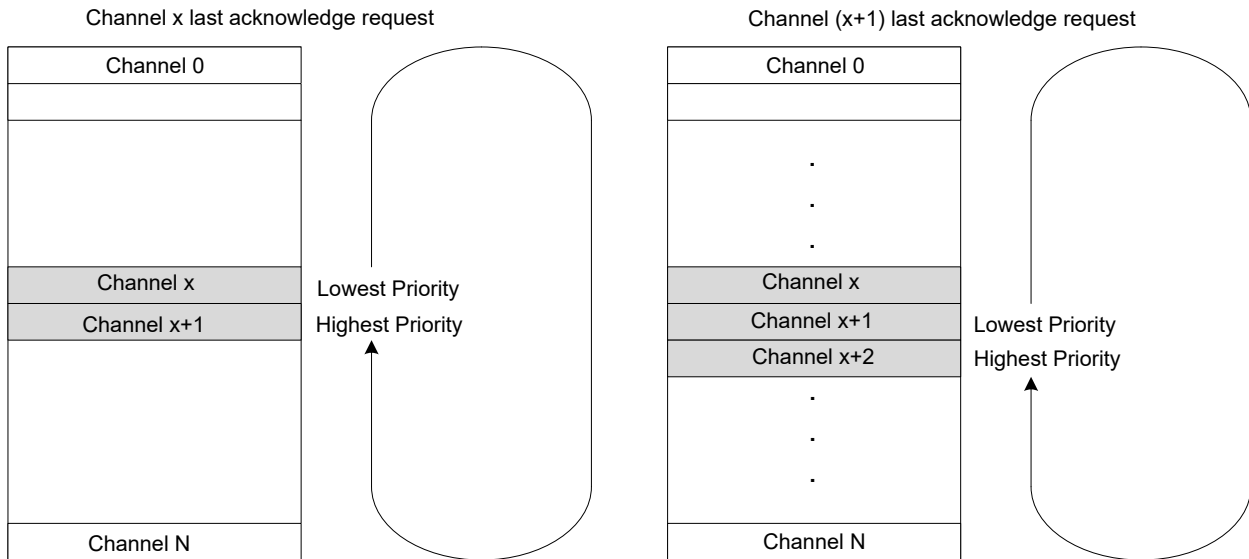 Channel x last acknowledge request
Channel 0
Channel x
Lowest Priority
Channel x+1
Highest Priority
Channel N
Channel (x+1) last acknowledge request
Channel 0
.
.
.
Channel x
Channel x+1
Lowest Priority
Channel x+2
Highest Priority
.
.
.
Channel N